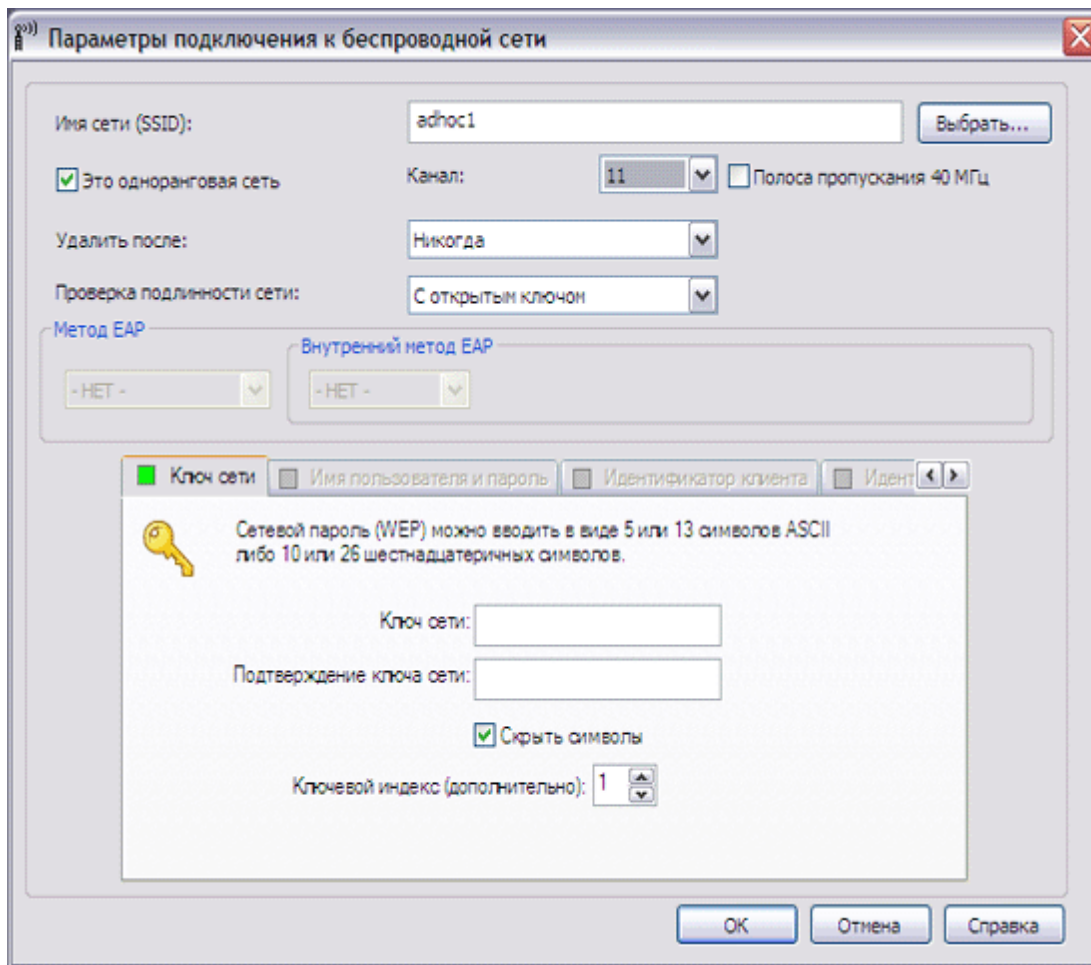 Параметры подключения к беспроводной сети
Имя сети (SSID): adhoc1 Выбрать...
Это одноранговая сеть Канал: 11 Полоса пропускания 40 МГц
Удалить после: Никогда
Проверка подлинности сети: С открытым ключом
Метод EAP
Внутренний метод EAP
- НЕТ - - НЕТ -
Ключ сети Имя пользователя и пароль Идентификатор клиента Идент
Сетевой пароль (WEP) можно вводить в виде 5 или 13 символов ASCII
либо 10 или 26 шестнадцатеричных символов.
Ключ сети:
Подтверждение ключа сети:
Скрыть символы
Ключевой индекс (дополнительно): 1
ОК Отмена Справка